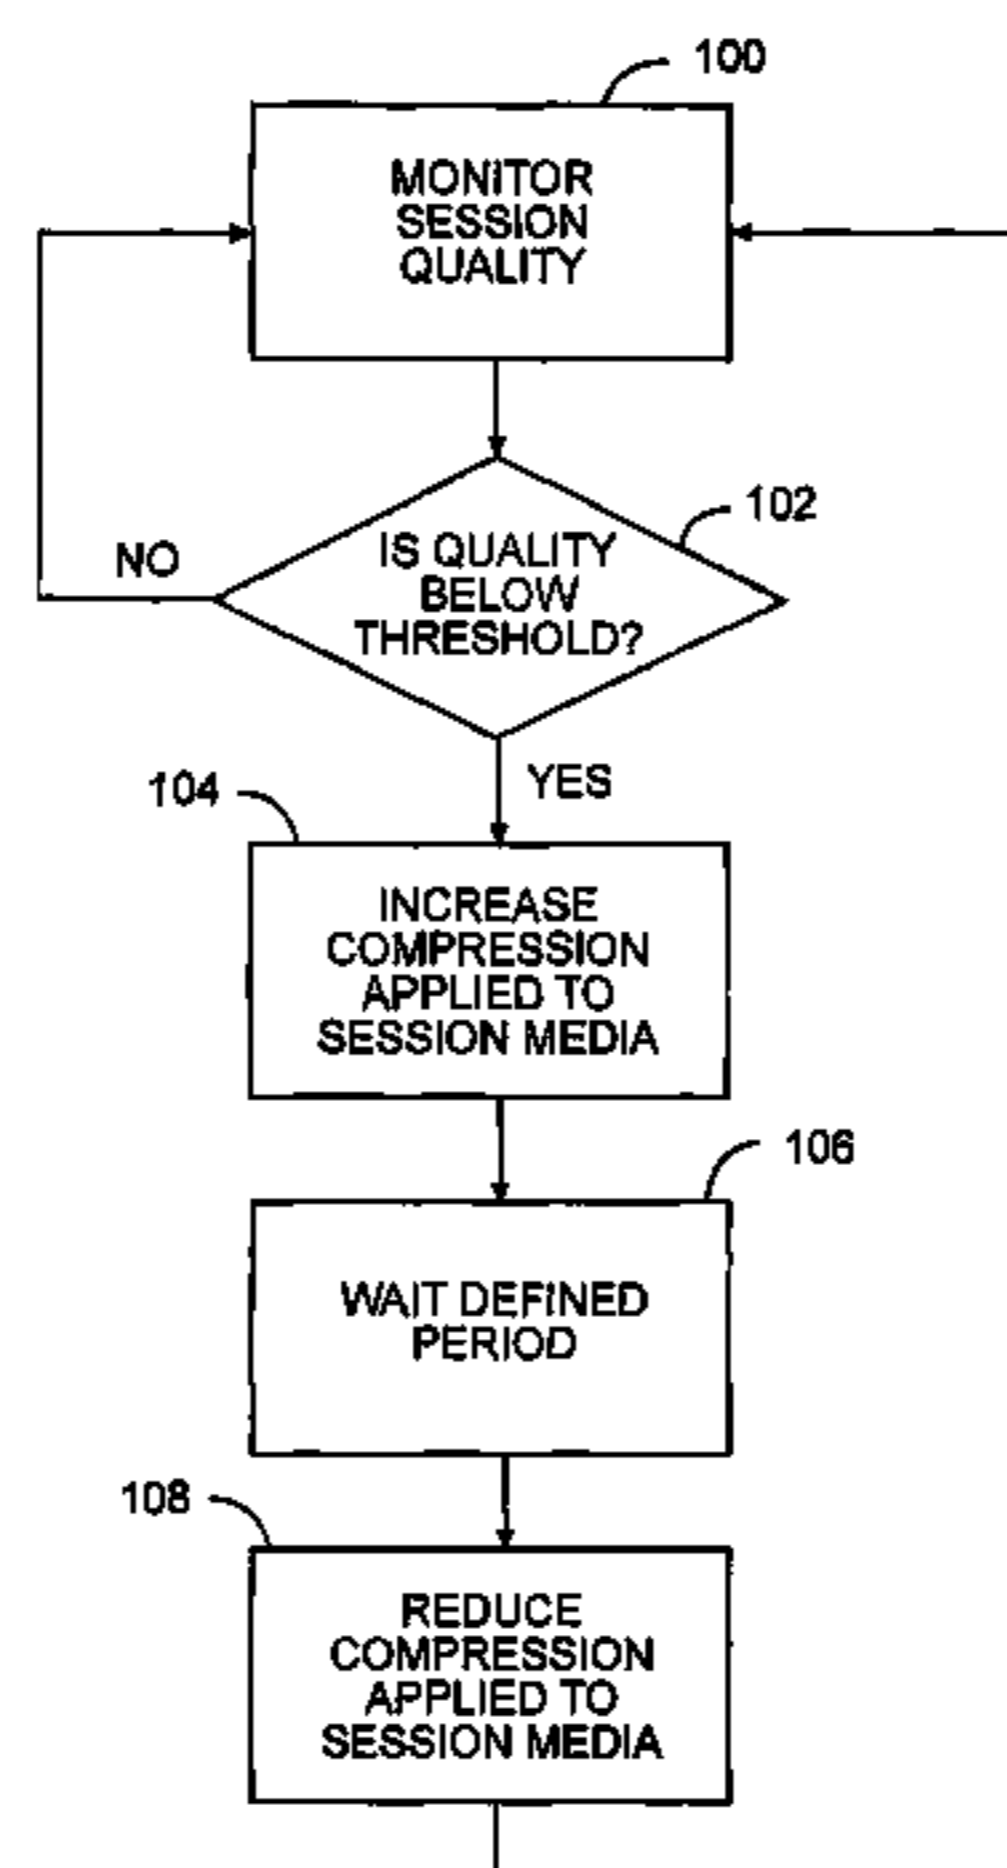 100
MONITOR
SESSION
QUALITY
102
IS QUALITY
BELOW
THRESHOLD?
NO
YES
104
INCREASE
COMPRESSION
APPLIED TO
SESSION MEDIA
106
WAIT DEFINED
PERIOD
108
REDUCE
COMPRESSION
APPLIED TO
SESSION MEDIA